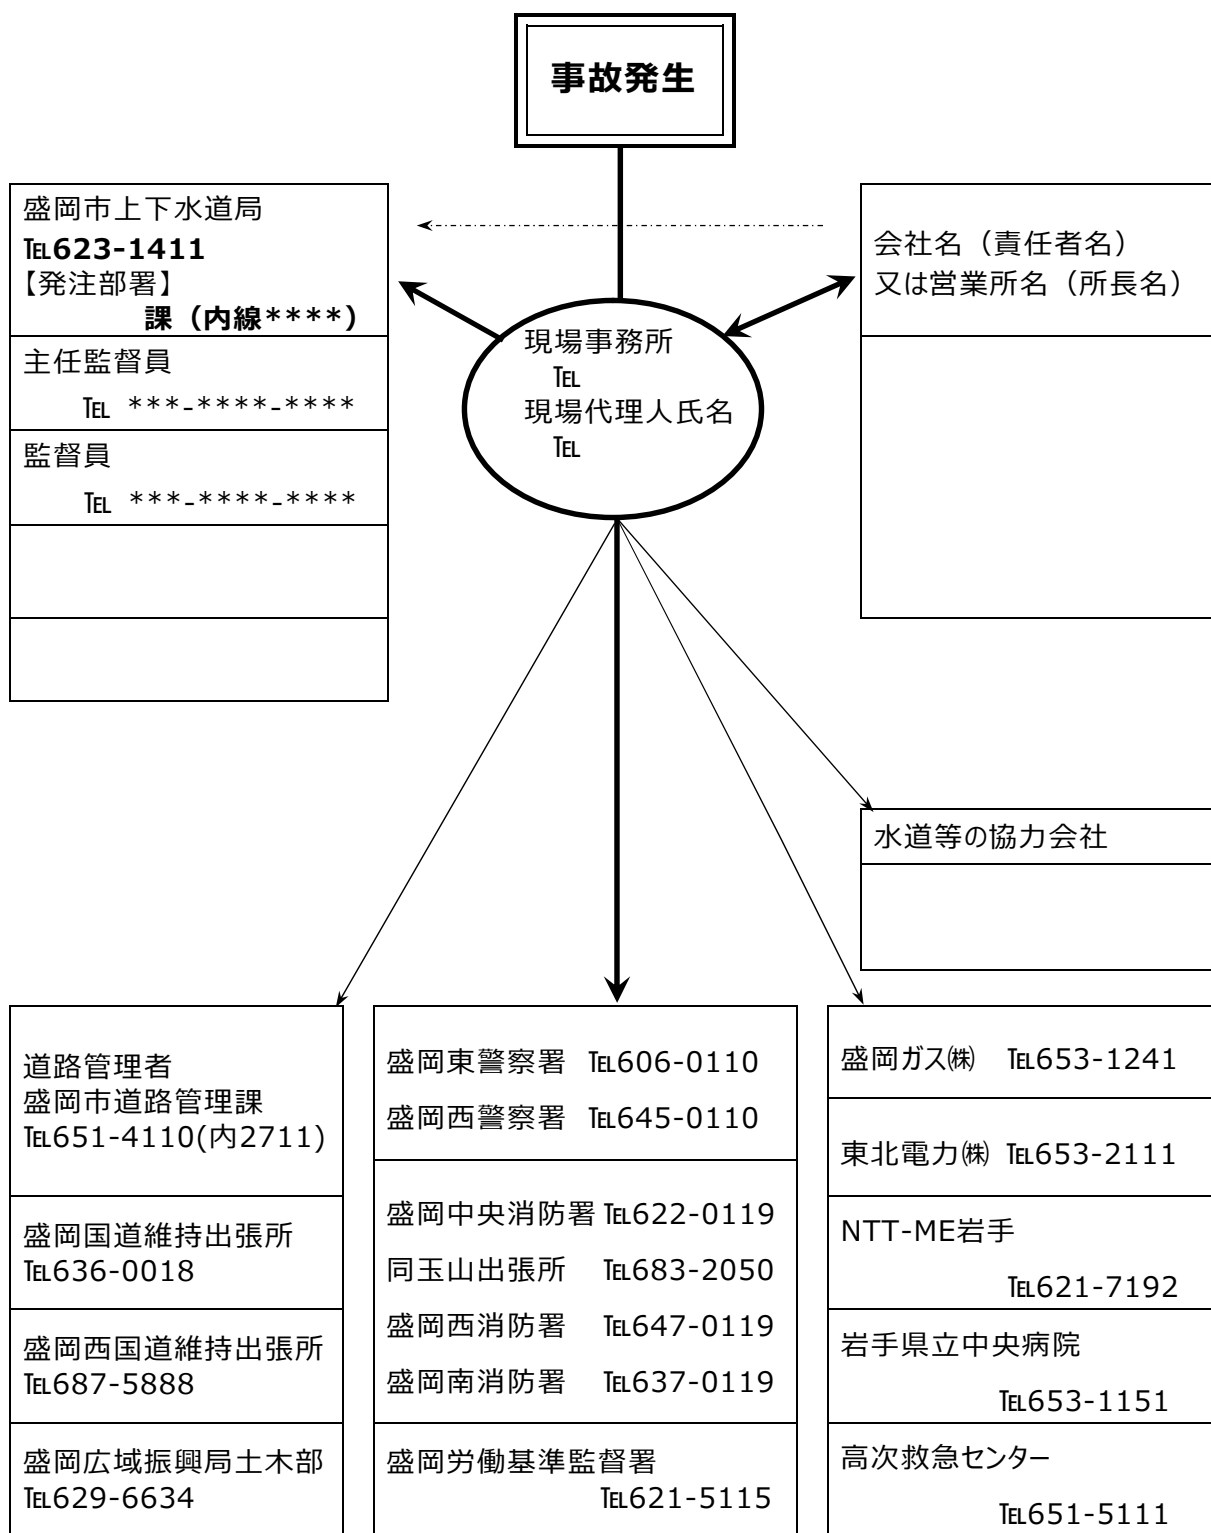 事故発生
盛岡市上下水道局
℡623-1411
【発注部署】
課（内線****）
主任監督員
℡ ***-****-****
監督員
℡ ***-****-****
会社名（責任者名）
又は営業所名（所長名）
現場事務所
℡
現場代理人氏名
℡
水道等の協力会社
道路管理者
盛岡市道路管理課
℡651-4110(内2711)
盛岡国道維持出張所
℡636-0018
盛岡西国道維持出張所
℡687-5888
盛岡広域振興局土木部
℡629-6634
盛岡東警察署 ℡606-0110
盛岡西警察署 ℡645-0110
盛岡中央消防署 ℡622-0119
同玉山出張所 ℡683-2050
盛岡西消防署 ℡647-0119
盛岡南消防署 ℡637-0119
盛岡労働基準監督署
℡621-5115
盛岡ガス㈱ ℡653-1241
東北電力㈱ ℡653-2111
NTT-ME岩手
℡621-7192
岩手県立中央病院
℡653-1151
高次救急センター
℡651-5111